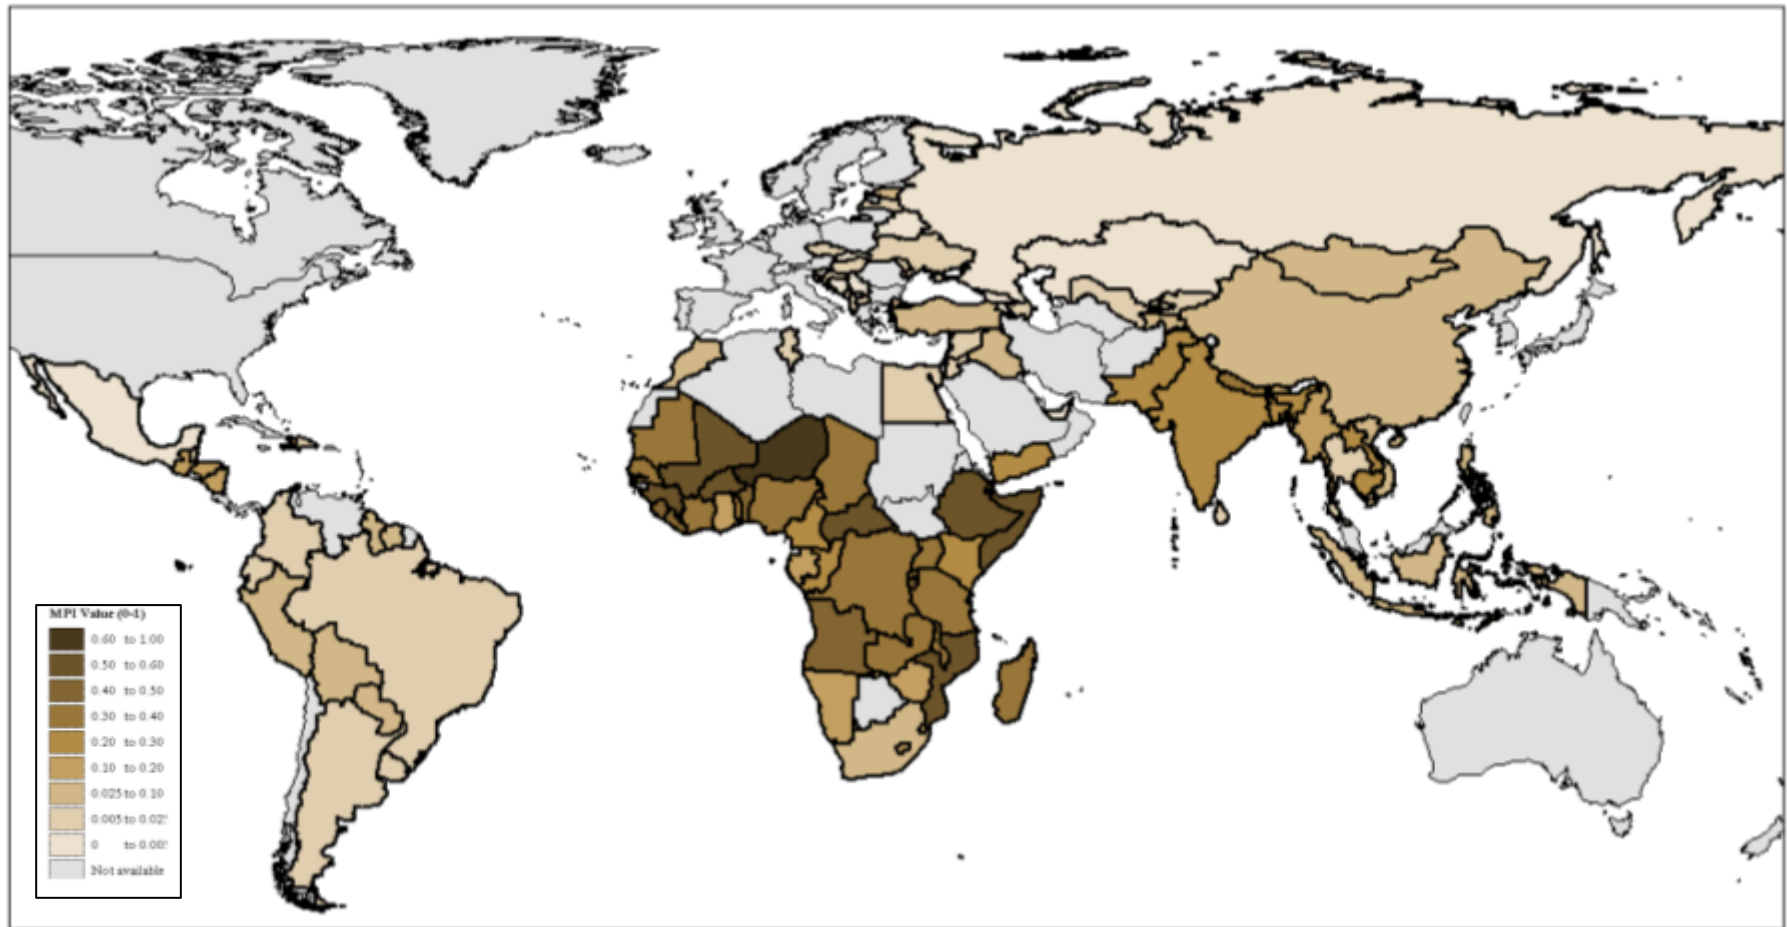 MPI Value (0-1)
0.60 to 1.00
0.50 to 0.60
0.40 to 0.50
0.30 to 0.40
0.20 to 0.30
0.10 to 0.20
0.025 to 0.10
0.005 to 0.02
0 to 0.00
Not available